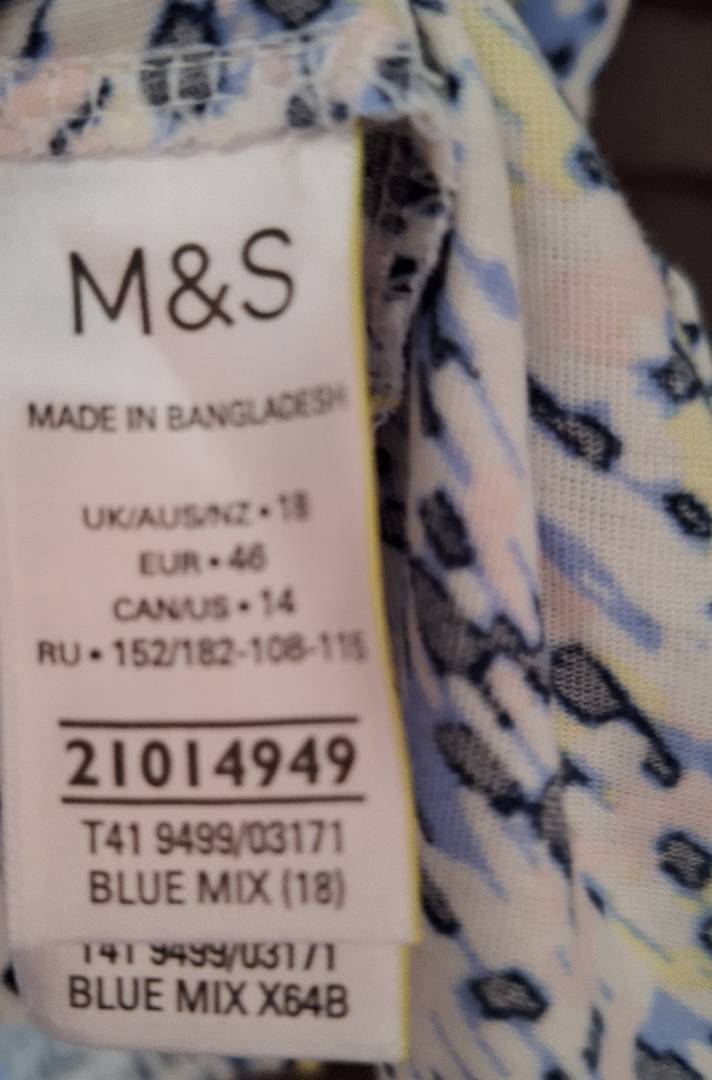 M&S
MADE IN BANGLADESH
UK/AUS/NZ • 18
EUR • 46
CAN/US • 14
RU • 152/182-108-116
21014949
T41 9499/03171
BLUE MIX (18)
T41 9499/03171
BLUE MIX X64B